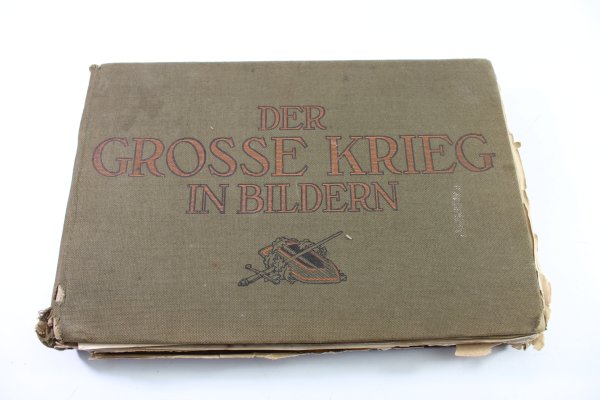 DER
GROSSE KRIEG
IN BILDERN